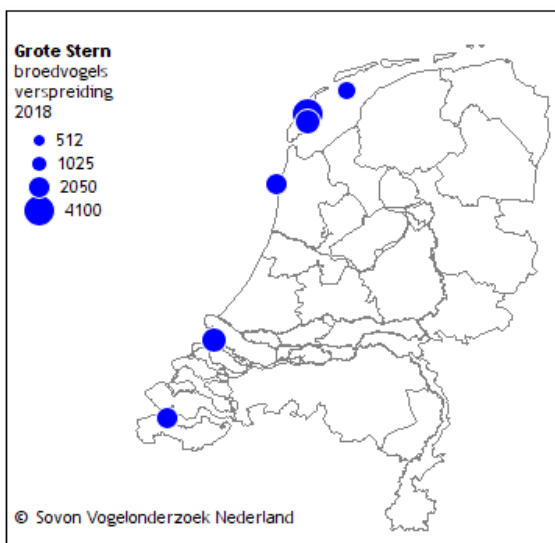 Grote Stern
broedvogels
verspreiding
2018
512
1025
2050
4100
© Sovon Vogelonderzoek Nederland